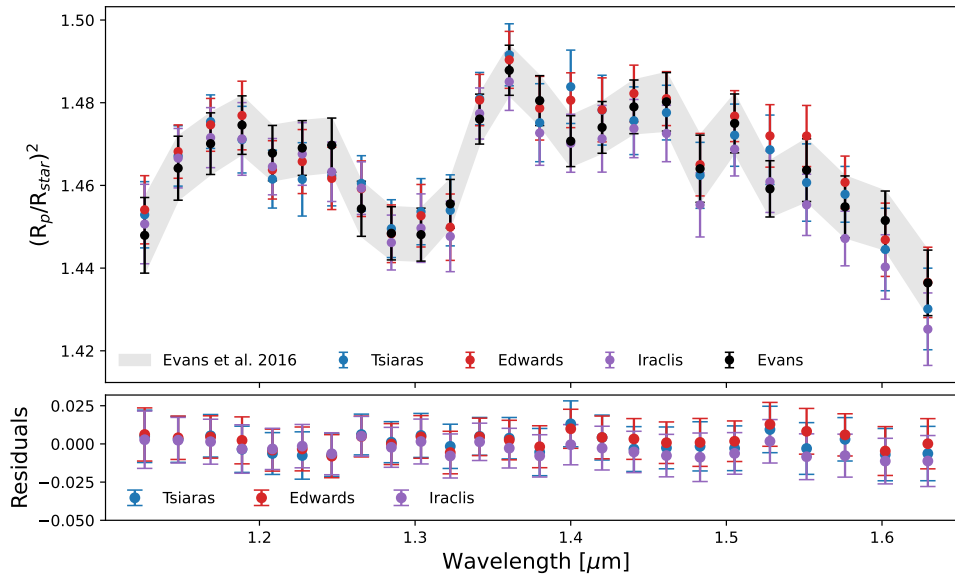 1.50
1.48
1.46
1.44
1.42
(R_p/R_{star})^2
Evans et al. 2016 Tsiaras Edwards Iraclis Evans
0.025
0.000
−0.025
−0.050
Residuals
Tsiaras Edwards Iraclis
1.2 1.3 1.4 1.5 1.6
Wavelength [μm]